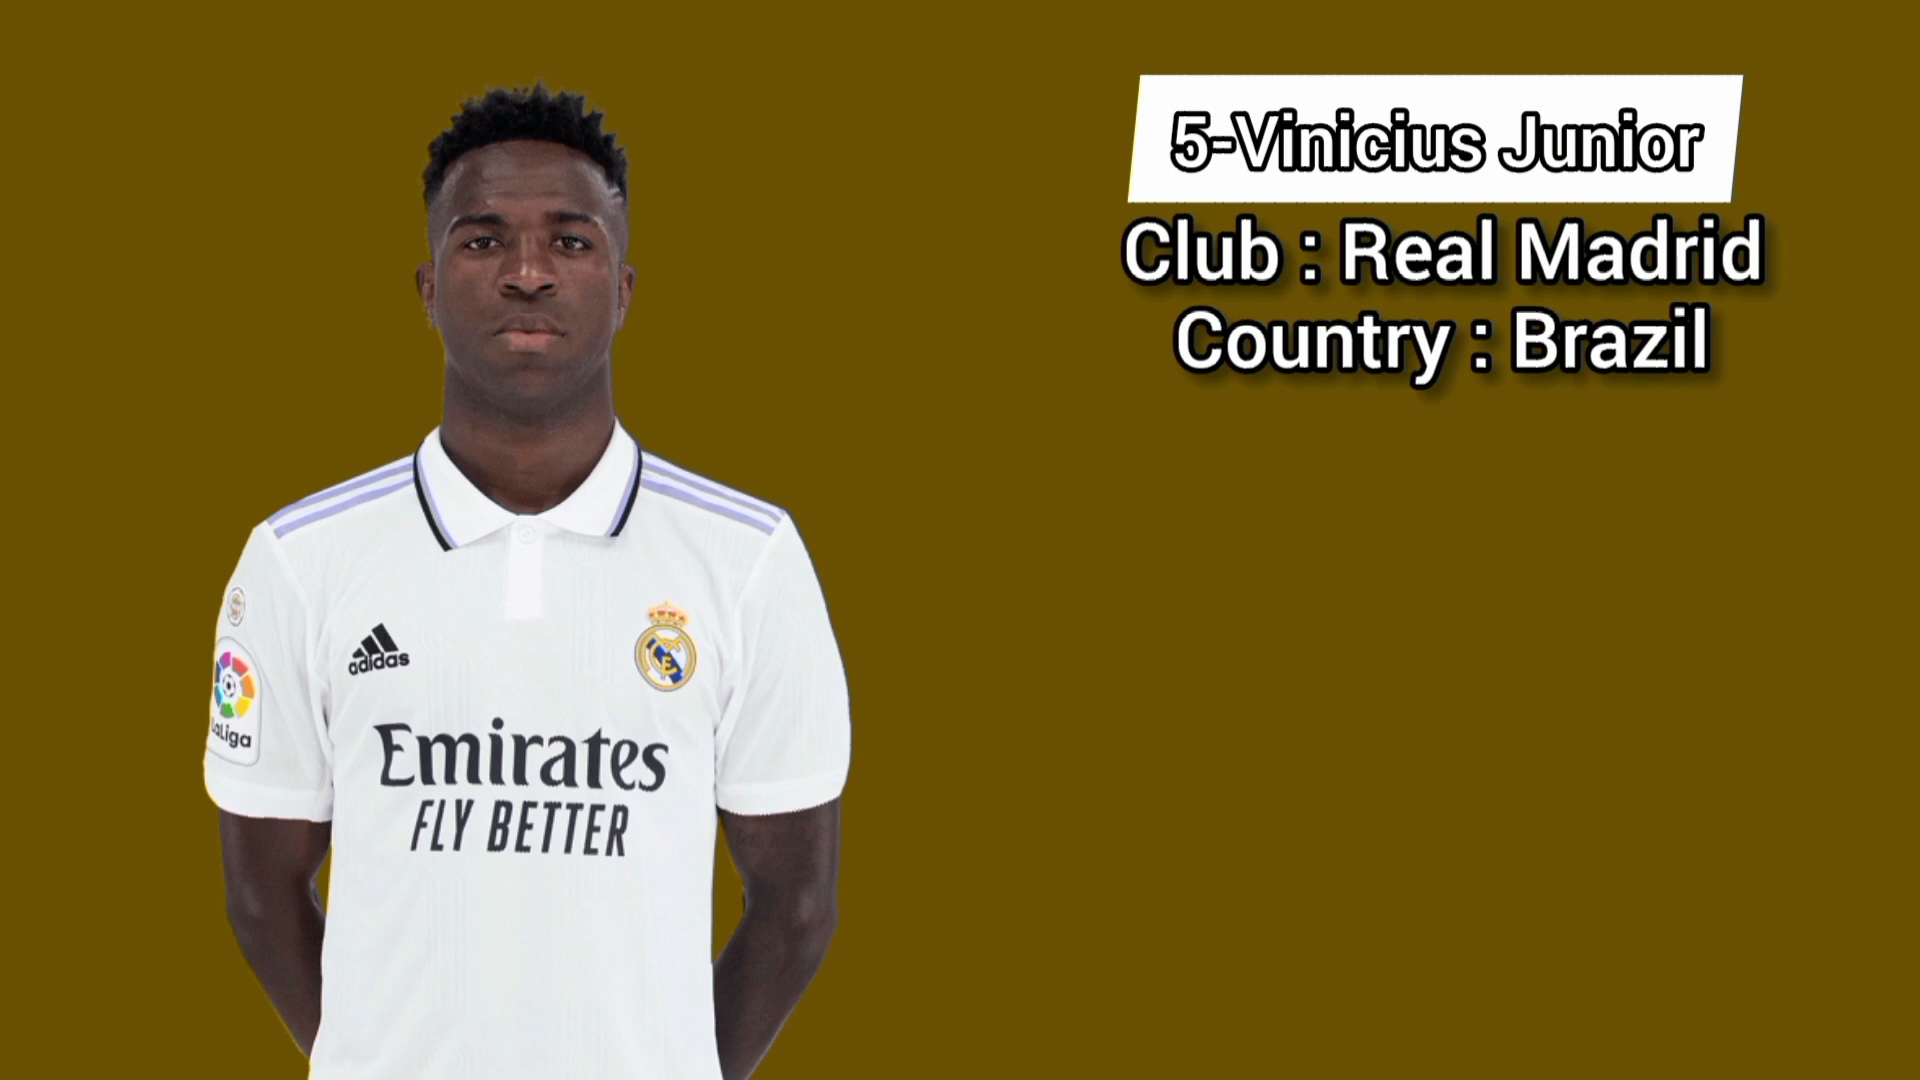 5-Vinicius Junior
Club : Real Madrid
Country : Brazil
adidas
LaLiga
Emirates
FLY BETTER